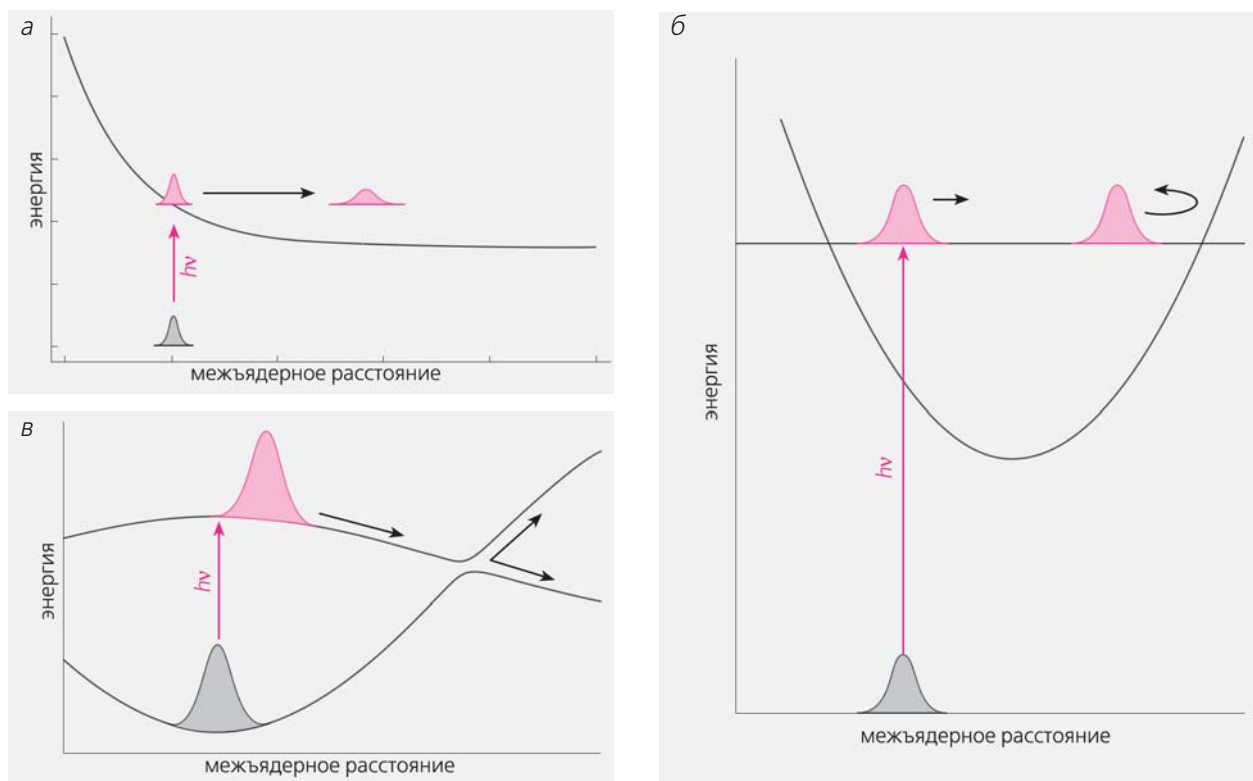 а
энергия
hν
межъядерное расстояние
б
энергия
hν
межъядерное расстояние
в
энергия
hν
межъядерное расстояние